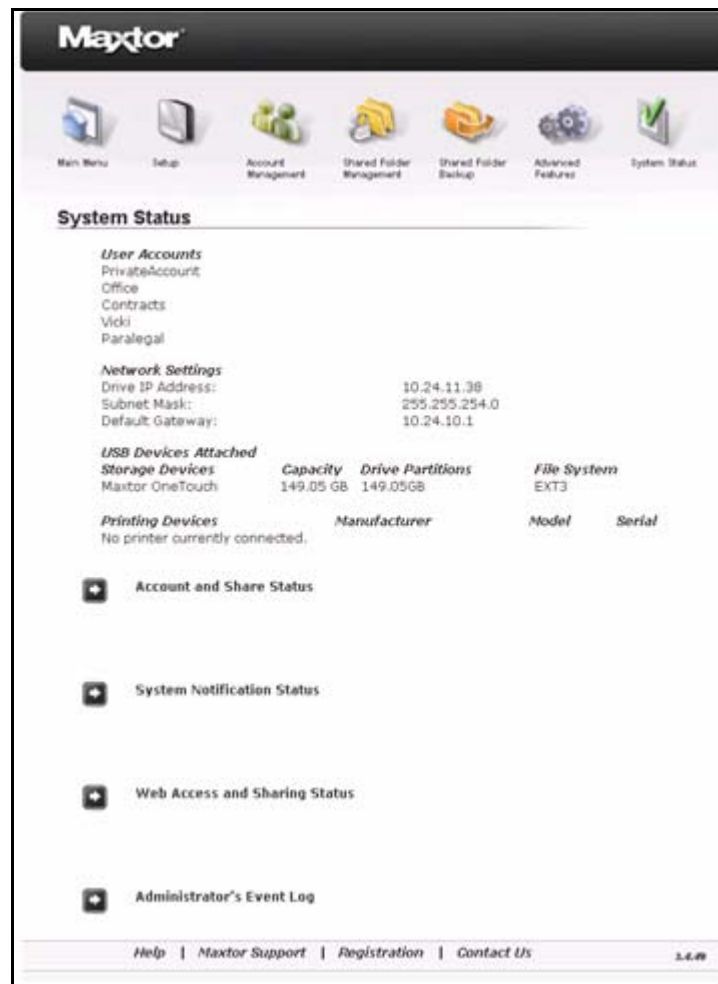 Maxtor
Main Menu
Setup
Account Management
Shared Folder Management
Shared Folder Backup
Advanced Features
System Status
System Status
User Accounts
PrivateAccount
Office
Contracts
Vicki
Paralegal
Network Settings
Drive IP Address: 10.24.11.38
Subnet Mask: 255.255.254.0
Default Gateway: 10.24.10.1
USB Devices Attached
Storage Devices Capacity Drive Partitions File System
Maxtor OneTouch 149.05 GB 149.05GB EXT3
Printing Devices Manufacturer Model Serial
No printer currently connected.
Account and Share Status
System Notification Status
Web Access and Sharing Status
Administrator's Event Log
Help | Maxtor Support | Registration | Contact Us